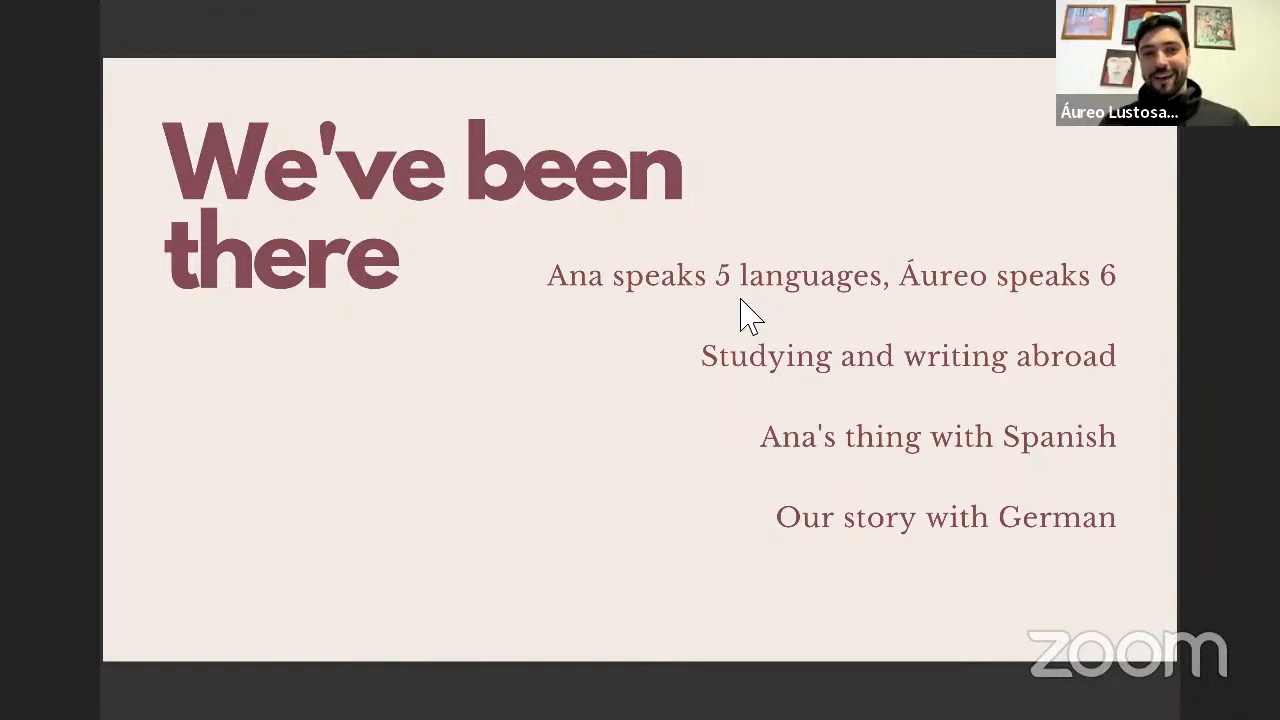 Áureo Lustosa...
We've been
there
Ana speaks 5 languages, Áureo speaks 6
Studying and writing abroad
Ana's thing with Spanish
Our story with German
zoom